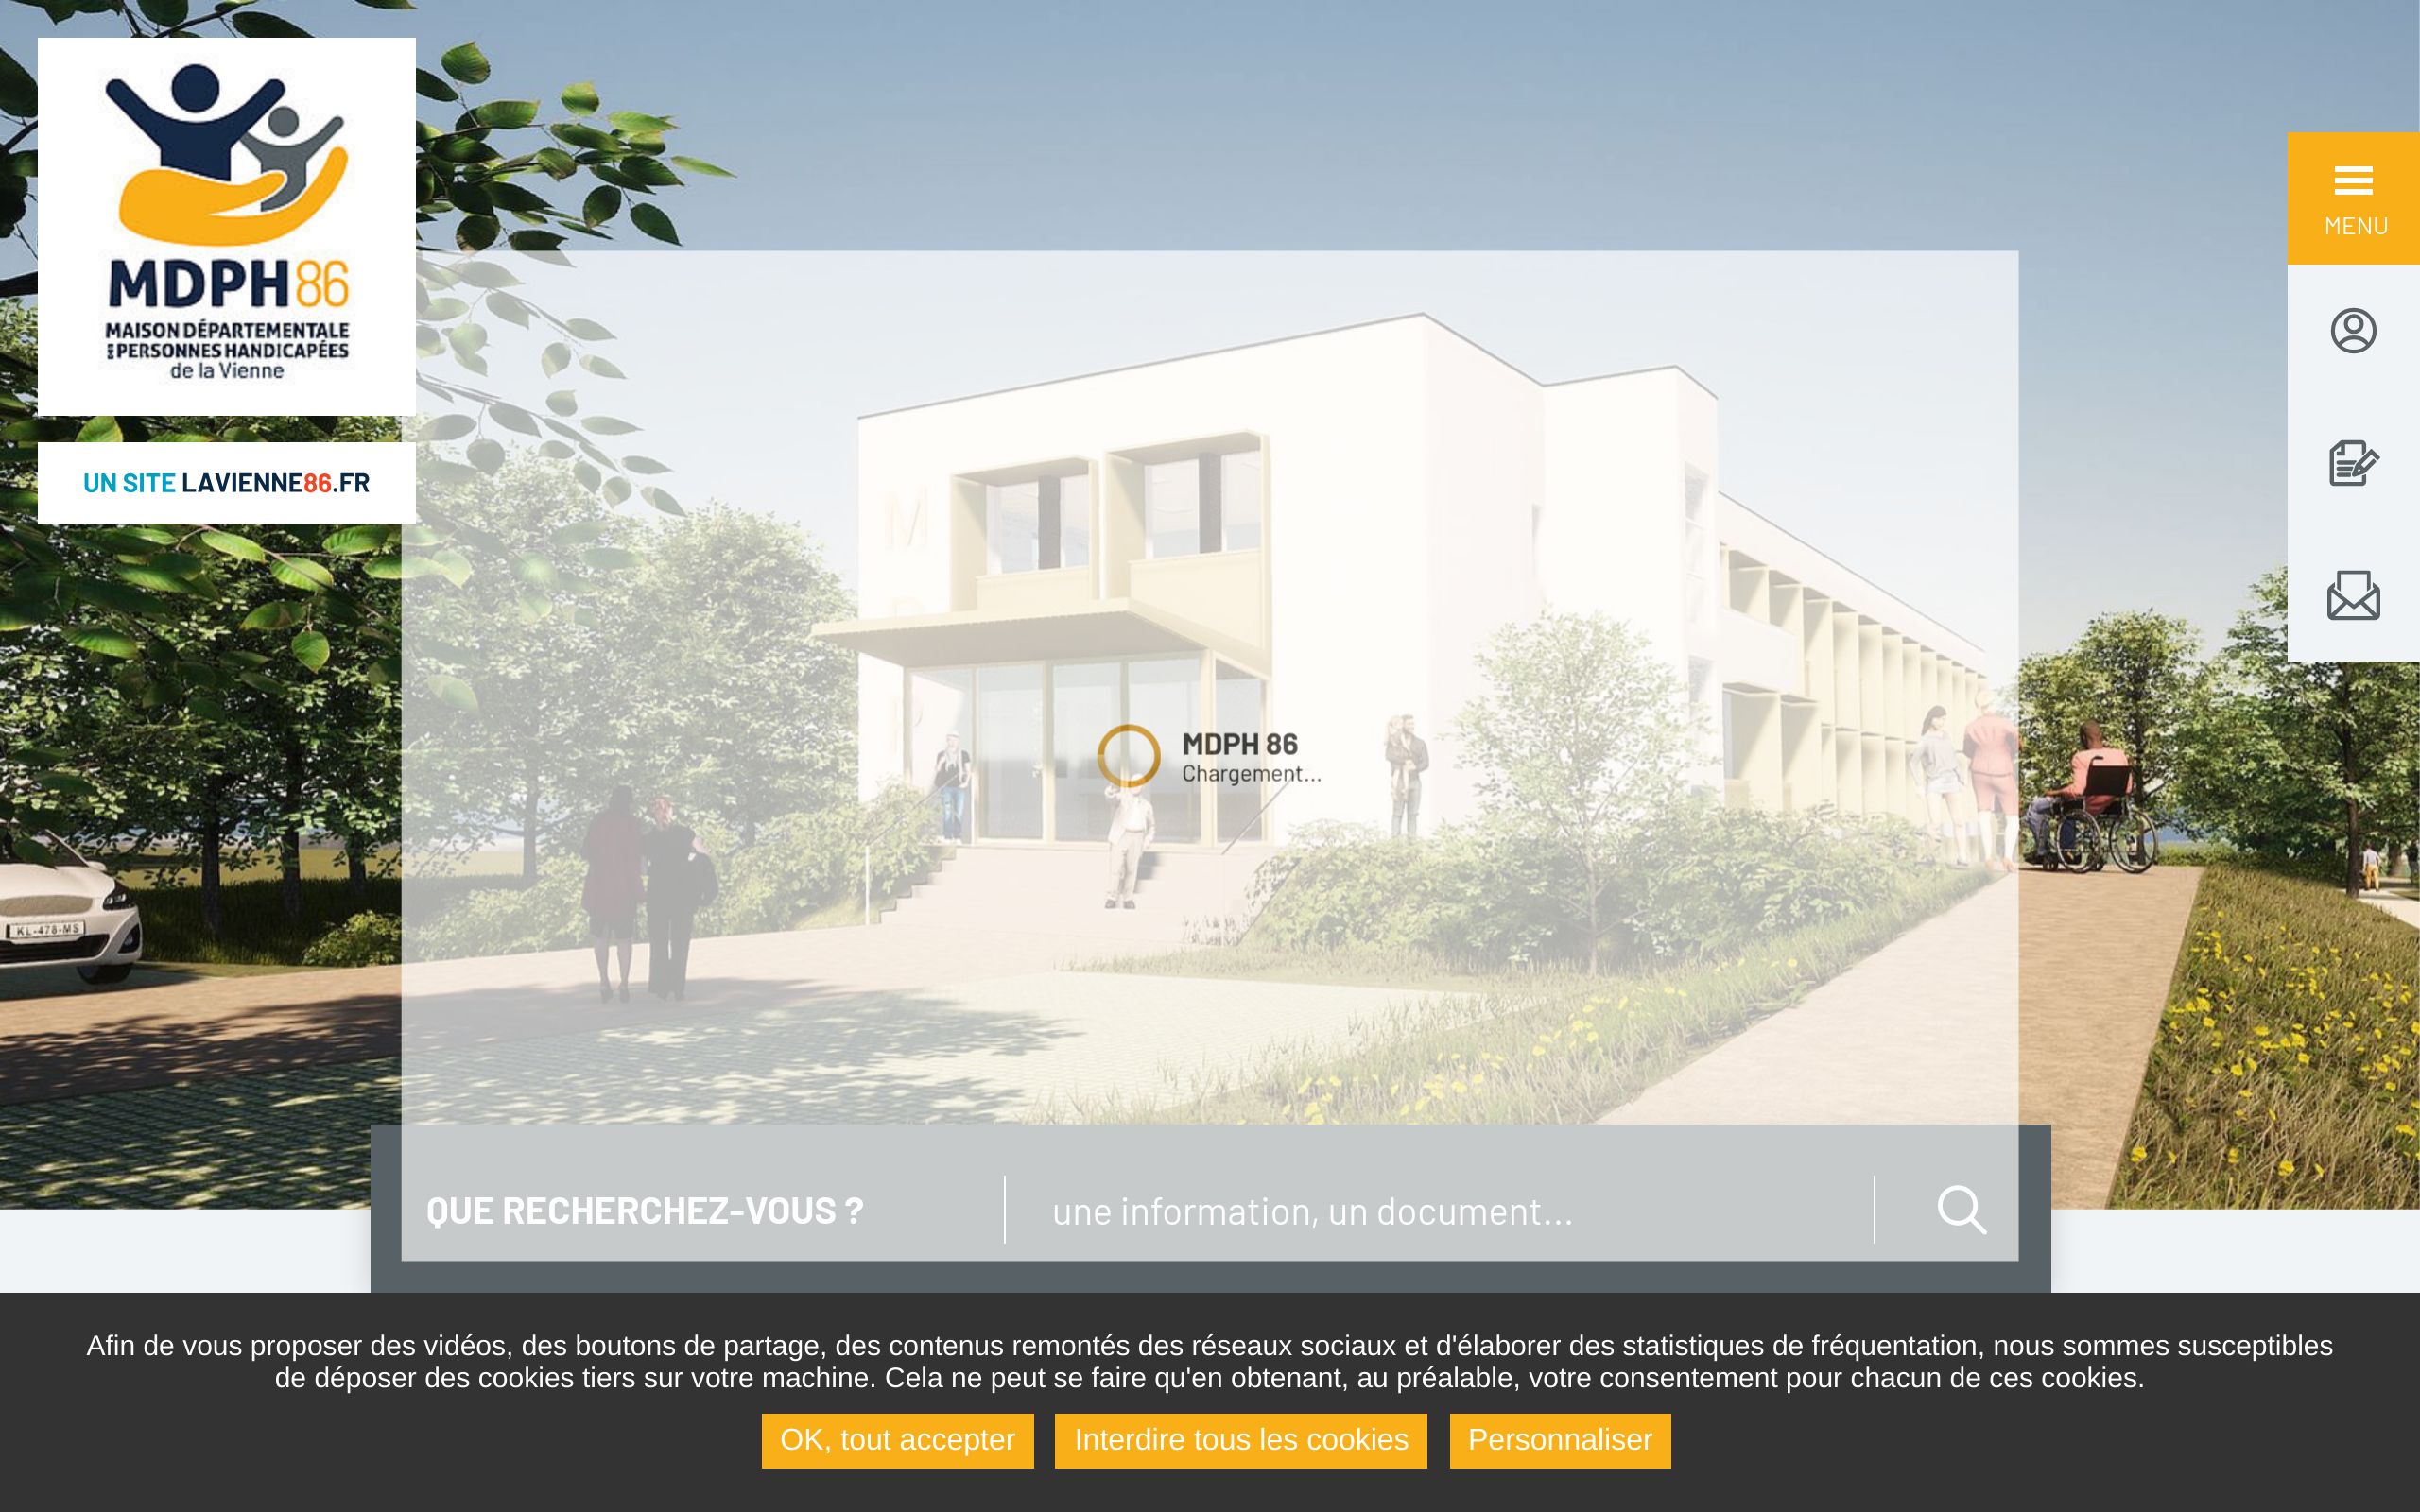 MDPH86
MAISON DÉPARTEMENTALE
DES PERSONNES HANDICAPÉES
de la Vienne
UN SITE LAVIENNE86.FR
MENU
M
D
P
MDPH 86
Chargement...
KL-478-MS
QUE RECHERCHEZ-VOUS ?
une information, un document...
Afin de vous proposer des vidéos, des boutons de partage, des contenus remontés des réseaux sociaux et d'élaborer des statistiques de fréquentation, nous sommes susceptibles
de déposer des cookies tiers sur votre machine. Cela ne peut se faire qu'en obtenant, au préalable, votre consentement pour chacun de ces cookies.
OK, tout accepter
Interdire tous les cookies
Personnaliser